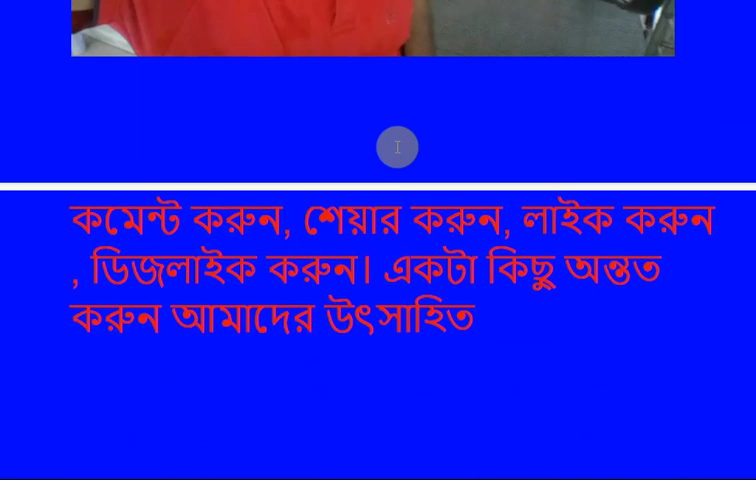 কমেন্ট করুন, শেয়ার করুন, লাইক করুন
, ডিজলাইক করুন। একটা কিছু অন্তত
করুন আমাদের উৎসাহিত